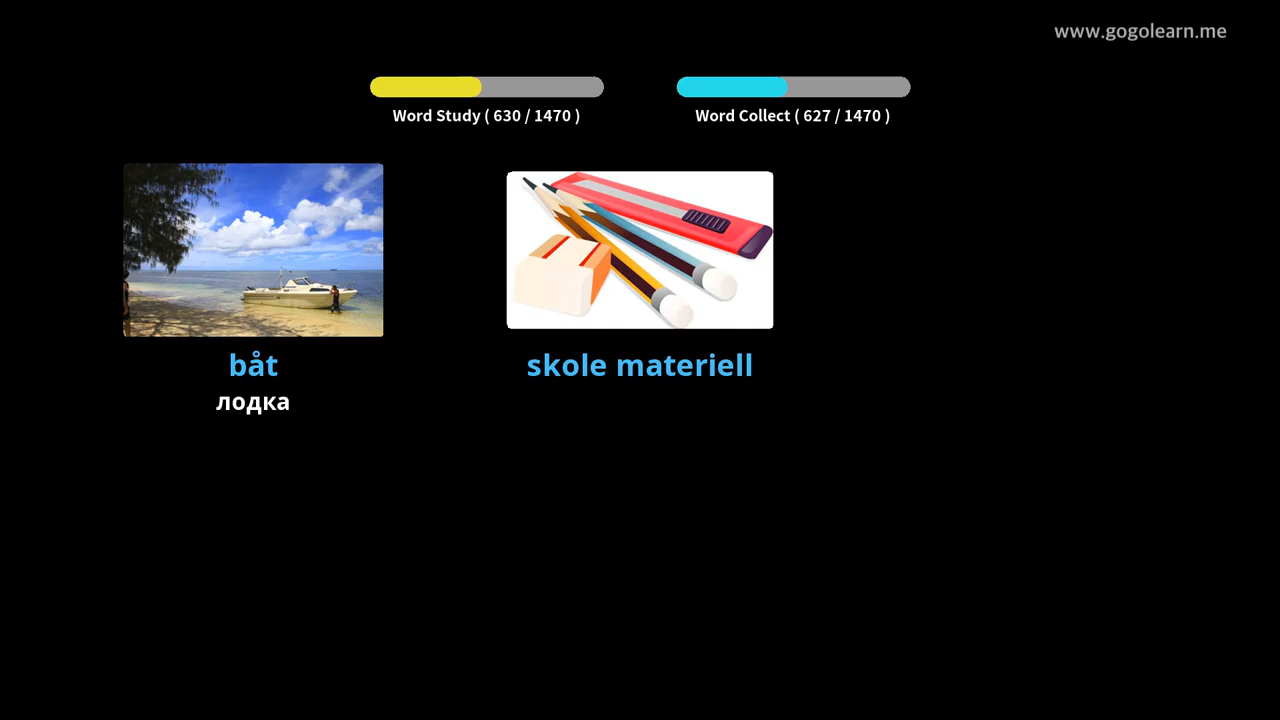 www.gogolearn.me
Word Study ( 630 / 1470 )
Word Collect ( 627 / 1470 )
båt
лодка
skole materiell